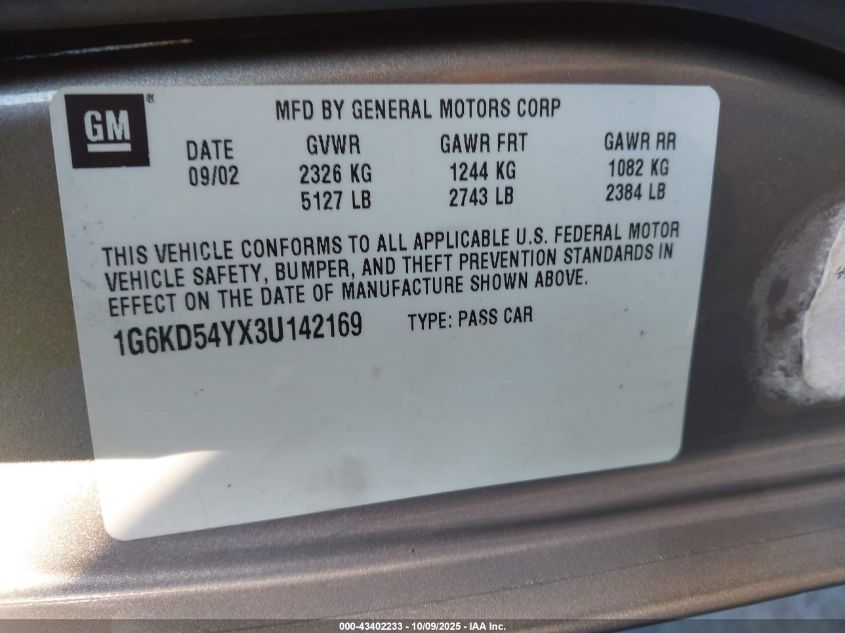 GM®
MFD BY GENERAL MOTORS CORP
DATE GVWR GAWR FRT GAWR RR
09/02 2326 KG 1244 KG 1082 KG
5127 LB 2743 LB 2384 LB
THIS VEHICLE CONFORMS TO ALL APPLICABLE U.S. FEDERAL MOTOR
VEHICLE SAFETY, BUMPER, AND THEFT PREVENTION STANDARDS IN
EFFECT ON THE DATE OF MANUFACTURE SHOWN ABOVE.
1G6KD54YX3U142169 TYPE: PASS CAR
000-43402233 - 10/09/2025 - IAA Inc.